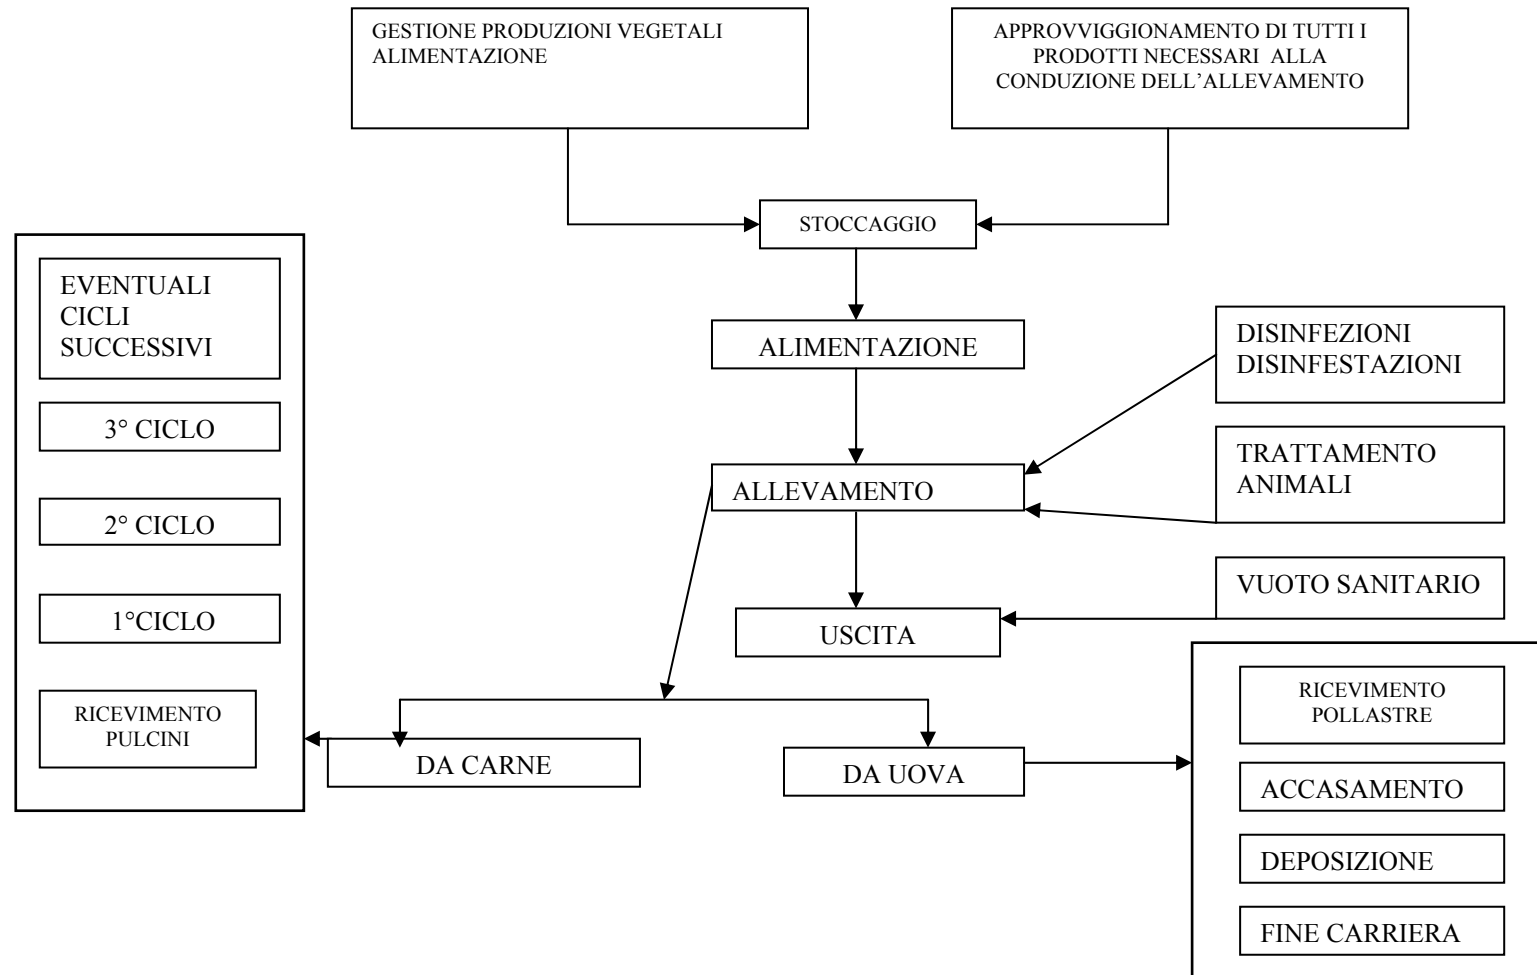 GESTIONE PRODUZIONI VEGETALI
ALIMENTAZIONE
APPROVVIGGIONAMENTO DI TUTTI I
PRODOTTI NECESSARI ALLA
CONDUZIONE DELL'ALLEVAMENTO
STOCCAGGIO
ALIMENTAZIONE
ALLEVAMENTO
USCITA
DISINFEZIONI
DISINFESTAZIONI
TRATTAMENTO
ANIMALI
VUOTO SANITARIO
EVENTUALI
CICLI
SUCCESSIVI
3° CICLO
2° CICLO
1°CICLO
RICEVIMENTO
PULCINI
DA CARNE
DA UOVA
RICEVIMENTO
POLLASTRE
ACCASAMENTO
DEPOSIZIONE
FINE CARRIERA